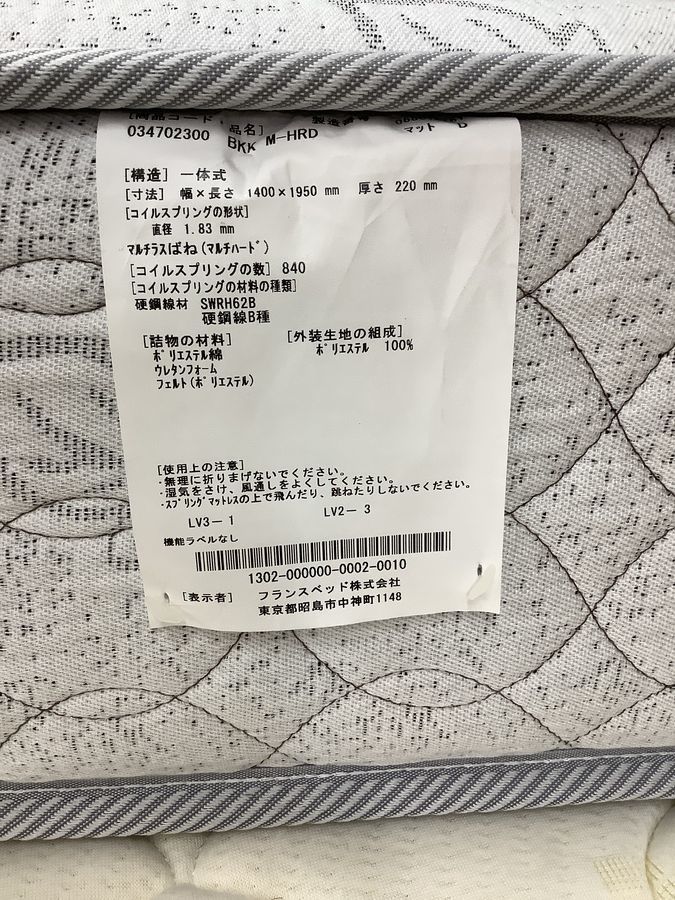 [商品コード
製造番号
034702300 品名]
BKK M-HRD
マット D
[構造] 一体式
[寸法] 幅×長さ 1400×1950 mm 厚さ 220 mm
[コイルスプリングの形状]
直径 1.83 mm
マルチラスばね(マルチハード)
[コイルスプリングの数] 840
[コイルスプリングの材料の種類]
硬鋼線材 SWRH62B
硬鋼線B種
[詰物の材料] [外装生地の組成]
ポリエステル綿 ポリエステル 100%
ウレタンフォーム
フェルト(ポリエステル)
[使用上の注意]
・無理に折りまげないでください。
・湿気をさけ、風通しをよくしてください。
・スプリングマットレスの上で飛んだり、跳ねたりしないでください。
LV3-1 LV2-3
機能ラベルなし
1302-000000-0002-0010
[表示者] フランスベッド株式会社
東京都昭島市中神町1148